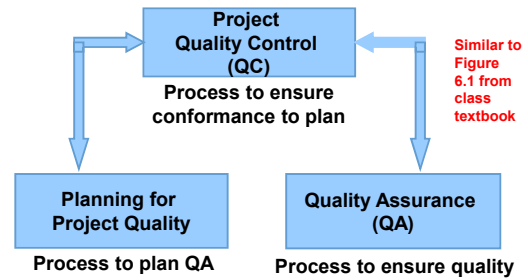 Project
Quality Control
(QC)
Process to ensure
conformance to plan
Similar to
Figure
6.1 from
class
textbook
Planning for
Project Quality
Process to plan QA
Quality Assurance
(QA)
Process to ensure quality